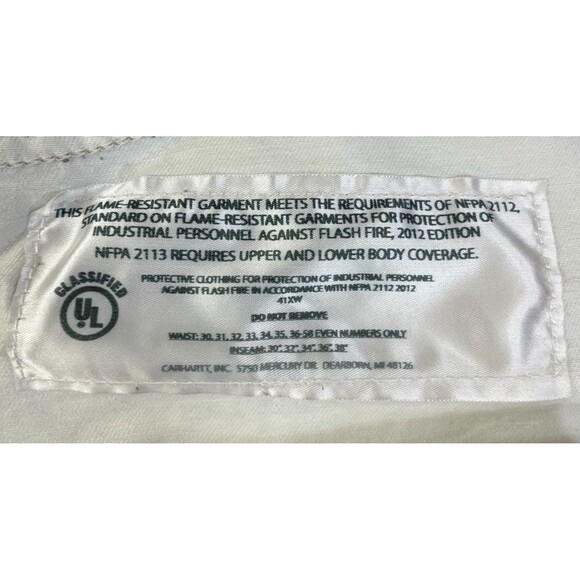 THIS FLAME-RESISTANT GARMENT MEETS THE REQUIREMENTS OF NFPA 2112,
STANDARD ON FLAME-RESISTANT GARMENTS FOR PROTECTION OF
INDUSTRIAL PERSONNEL AGAINST FLASH FIRE, 2012 EDITION
NFPA 2113 REQUIRES UPPER AND LOWER BODY COVERAGE.
CLASSIFIED
UL
PROTECTIVE CLOTHING FOR PROTECTION OF INDUSTRIAL PERSONNEL
AGAINST FLASH FIRE IN ACCORDANCE WITH NFPA 2112 2012
41XW
DO NOT REMOVE
WAIST: 30, 31, 32, 33, 34, 35, 36-58 EVEN NUMBERS ONLY
INSEAM: 30", 32", 34", 36", 38"
CARHARTT, INC. 5750 MERCURY DR. DEARBORN, MI 48126